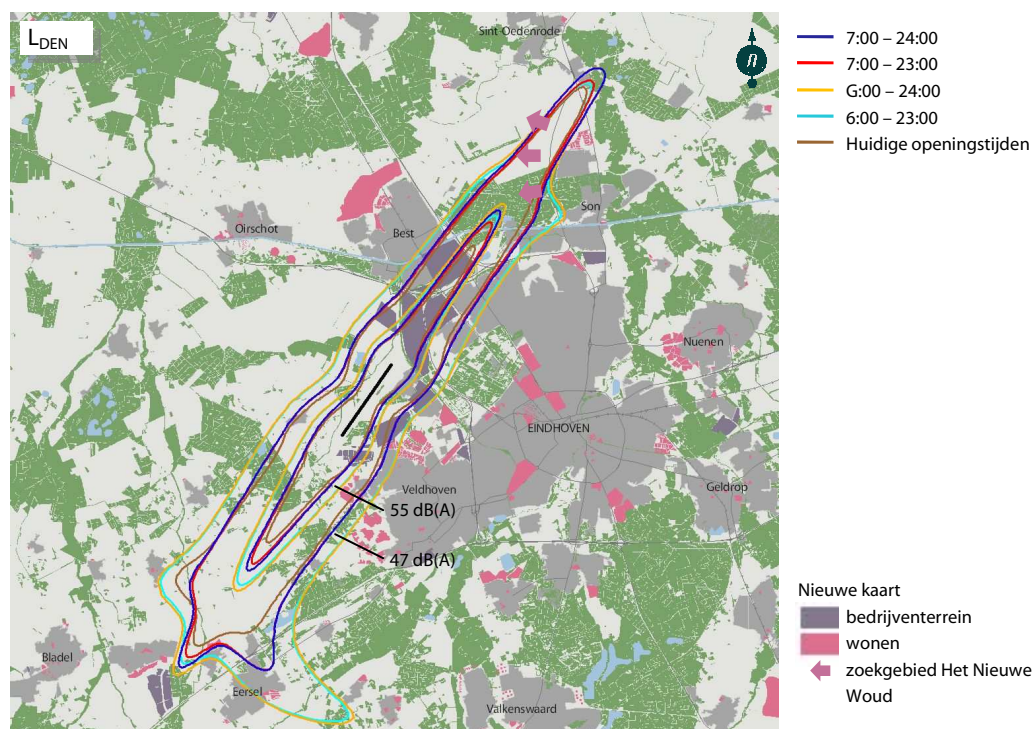 LDEN
Sint-Oedenrode
n
7:00 – 24:00
7:00 – 23:00
G:00 – 24:00
6:00 – 23:00
Huidige openingstijden
Son
Oirschot
Best
Nuenen
EINDHOVEN
Veldhoven
Geldrop
55 dB(A)
47 dB(A)
Bladel
Eersel
Valkenswaard
Nieuwe kaart
bedrijventerrein
wonen
zoekgebied Het Nieuwe
Woud